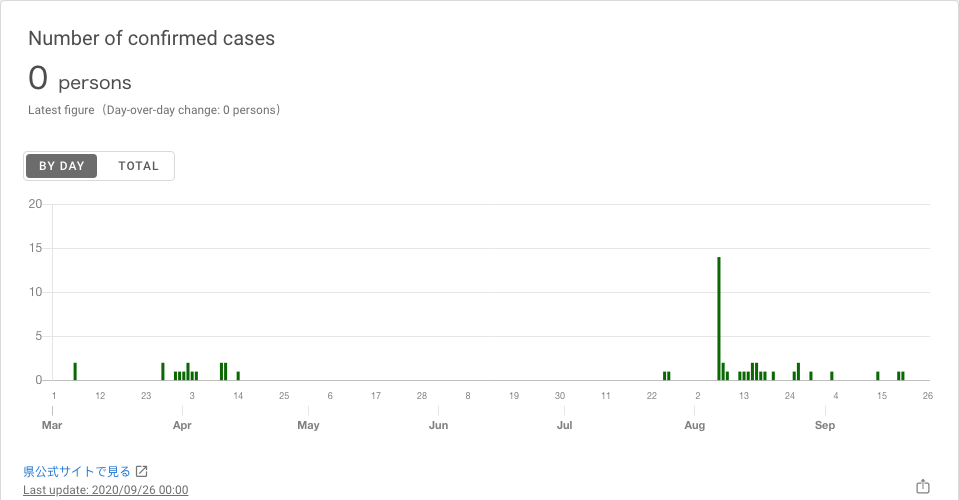 Number of confirmed cases
0 persons
Latest figure（Day-over-day change: 0 persons）
BY DAY TOTAL
20
15
10
5
0
1 12 23 3 14 25 6 17 28 8 19 30 11 22 2 13 24 4 15 26
Mar Apr May Jun Jul Aug Sep
県公式サイトで見る
Last update: 2020/09/26 00:00